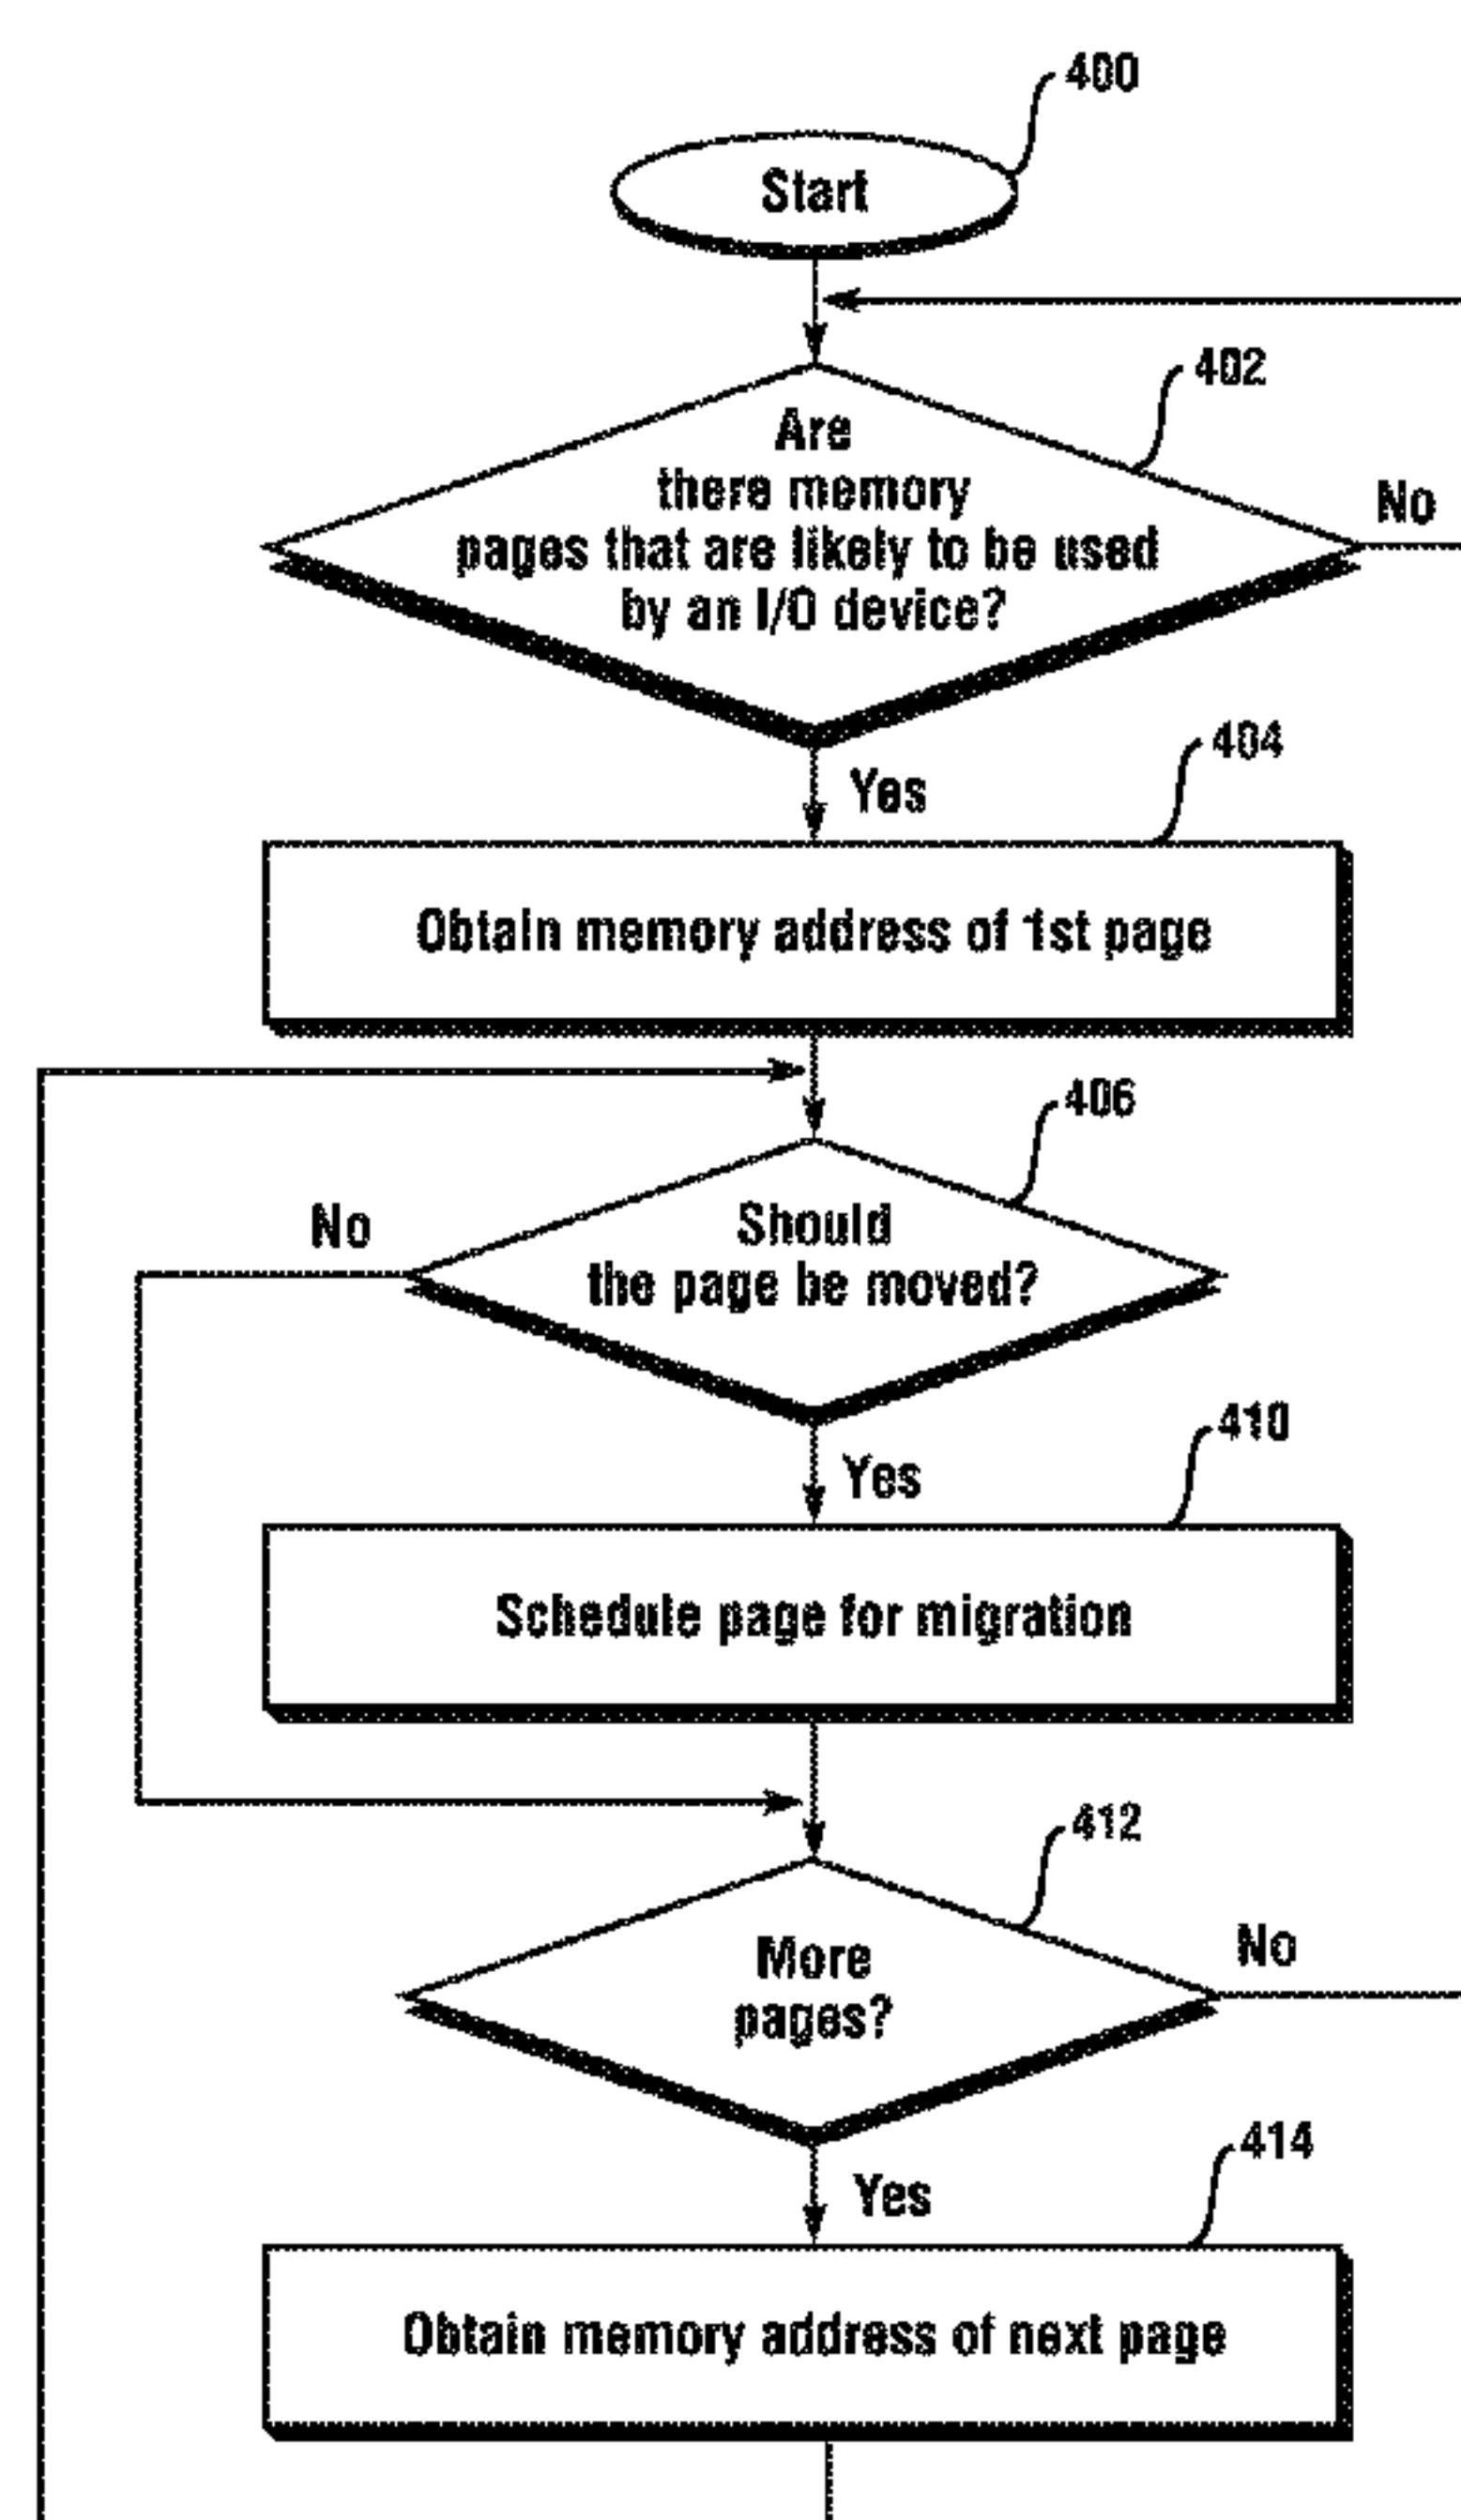 400
Start
402
Are
there memory
pages that are likely to be used
by an I/O device?
No
404
Yes
Obtain memory address of 1st page
406
No
Should
the page be moved?
410
Yes
Schedule page for migration
412
More
pages?
No
414
Yes
Obtain memory address of next page